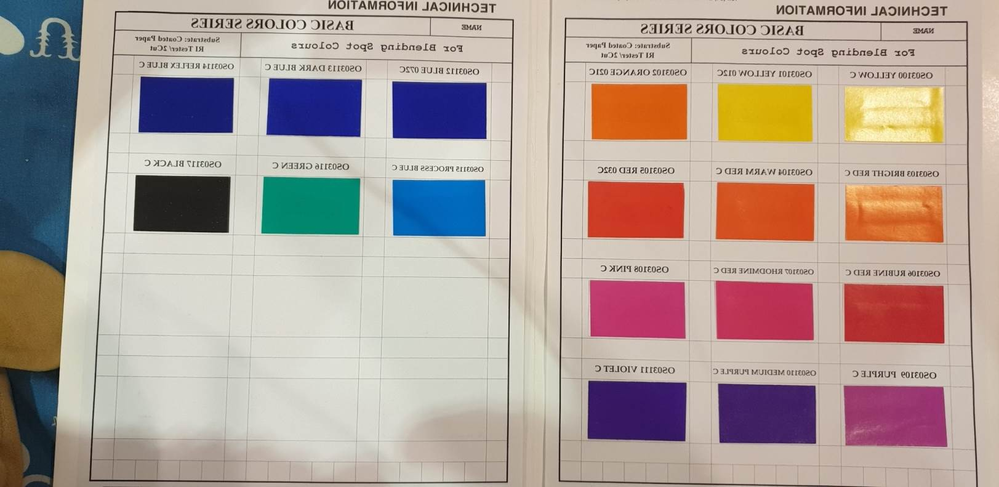 TECHNICAL INFORMATION
NAME BASIC COLORS SERIES
For Blending Spot Colours
Substrate: Coated Paper
RI Tester/ 2Cut
OS03100 YELLOW C OS03101 YELLOW 012C OS03102 ORANGE 021C
OS03103 BRIGHT RED C OS03104 WARM RED C OS03105 RED 032C
OS03106 RUBINE RED C OS03107 RHODMINE RED C OS03108 PINK C
OS03109 PURPLE C OS03110 MEDIUM PURPLE C OS03111 VIOLET C
TECHNICAL INFORMATION
NAME BASIC COLORS SERIES
For Blending Spot Colours
Substrate: Coated Paper
RI Tester/ 2Cut
OS03112 BLUE 072C OS03113 DARK BLUE C OS03114 REFLEX BLUE C
OS03115 PROCESS BLUE C OS03116 GREEN C OS03117 BLACK C